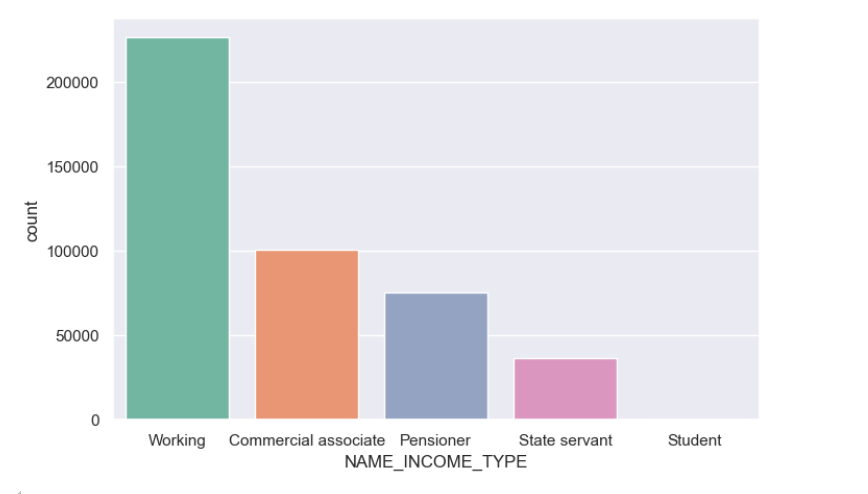 200000
150000
100000
50000
0
count
Working Commercial associate Pensioner State servant Student
NAME_INCOME_TYPE